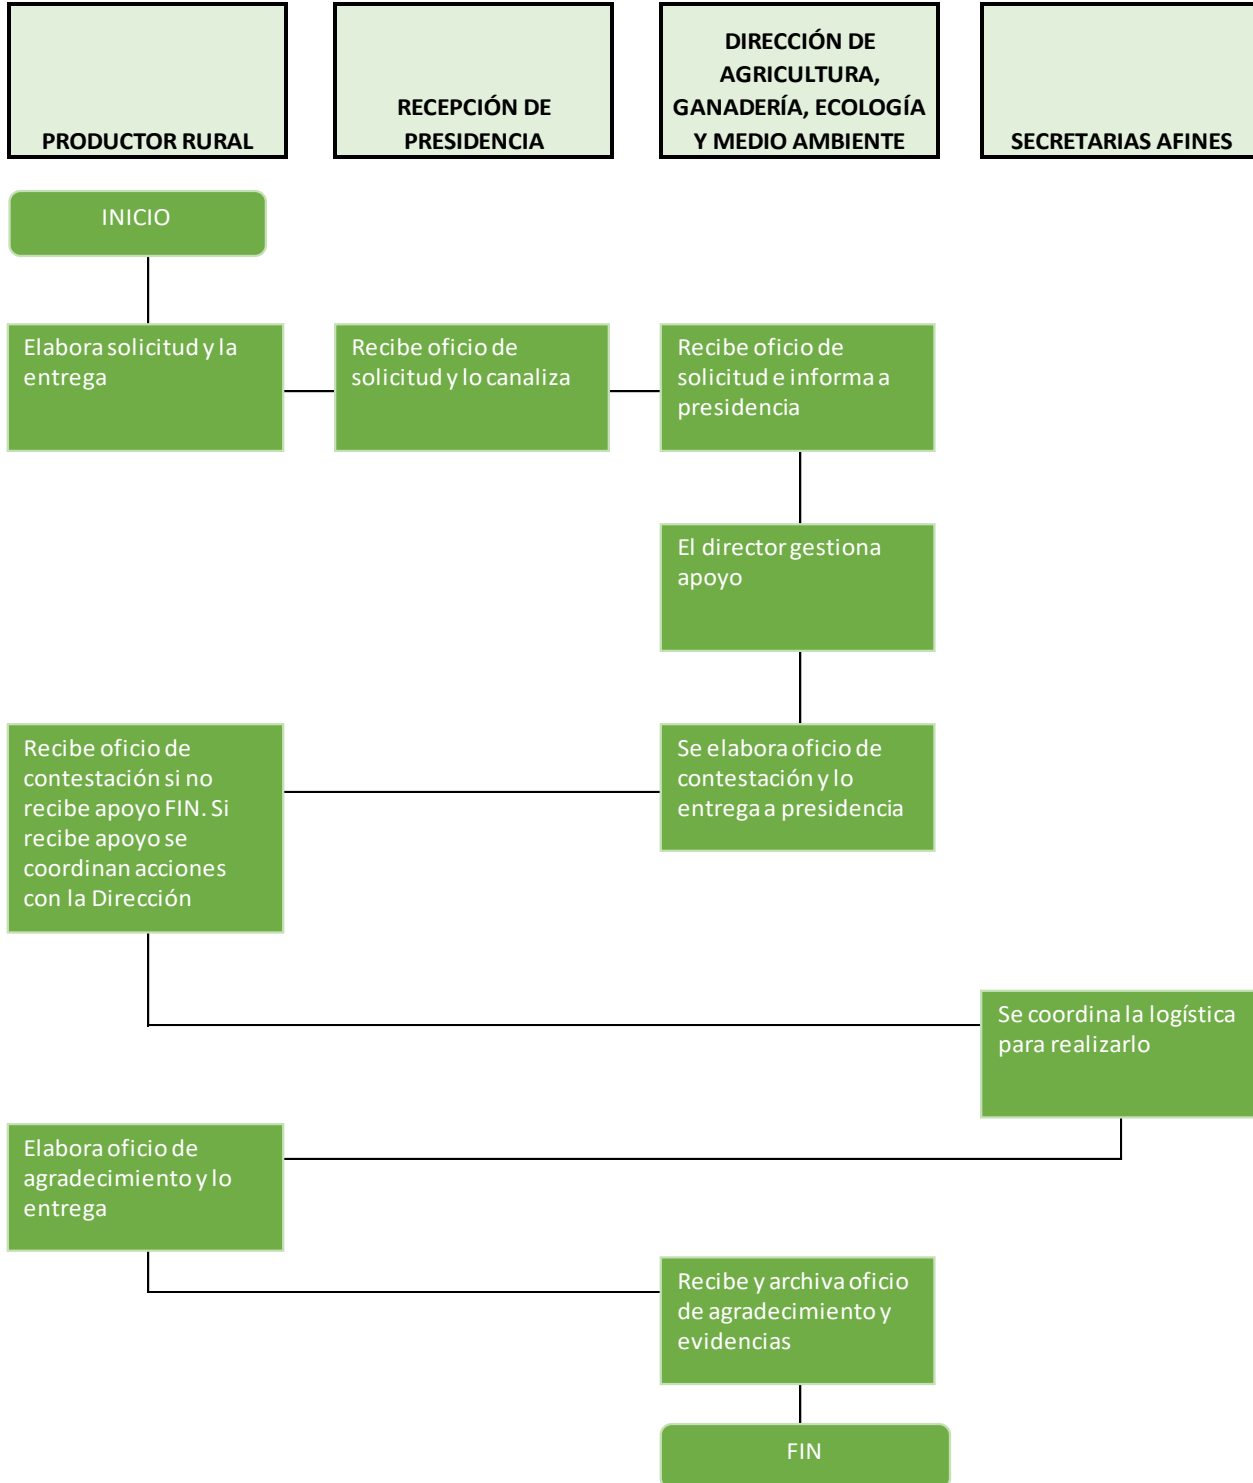 PRODUCTOR RURAL
RECEPCIÓN DE
PRESIDENCIA
DIRECCIÓN DE
AGRICULTURA,
GANADERÍA, ECOLOGÍA
Y MEDIO AMBIENTE
SECRETARIAS AFINES
INICIO
Elabora solicitud y la
entrega
Recibe oficio de
solicitud y lo canaliza
Recibe oficio de
solicitud e informa a
presidencia
El director gestiona
apoyo
Recibe oficio de
contestación si no
recibe apoyo FIN. Si
recibe apoyo se
coordinan acciones
con la Dirección
Se elabora oficio de
contestación y lo
entrega a presidencia
Se coordina la logística
para realizarlo
Elabora oficio de
agradecimiento y lo
entrega
Recibe y archiva oficio
de agradecimiento y
evidencias
FIN